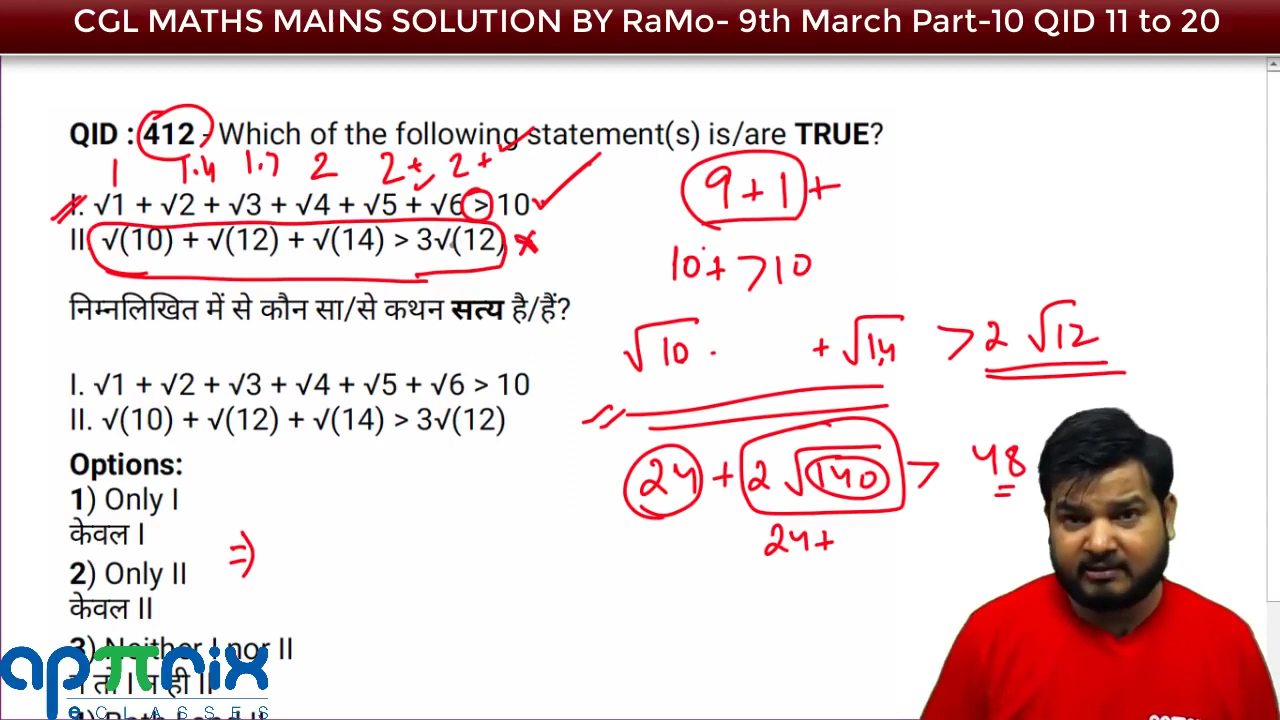 CGL MATHS MAINS SOLUTION BY RaMo- 9th March Part-10 QID 11 to 20
QID : 412 - Which of the following statement(s) is/are TRUE?
1 1.4 1.7 2 2+ 2+
I. √1 + √2 + √3 + √4 + √5 + √6 > 10
II. √(10) + √(12) + √(14) > 3√(12)
9+1+
10+ >10
निम्नलिखित में से कौन सा/से कथन सत्य है/हैं?
√10 . + √14 > 2√12
I. √1 + √2 + √3 + √4 + √5 + √6 > 10
II. √(10) + √(12) + √(14) > 3√(12)
24 + 2√140 > 48
24+
Options:
1) Only I
केवल I
=)
2) Only II
केवल II
3) Neither I nor II
न तो I न ही II
apπrix
eCLASSES